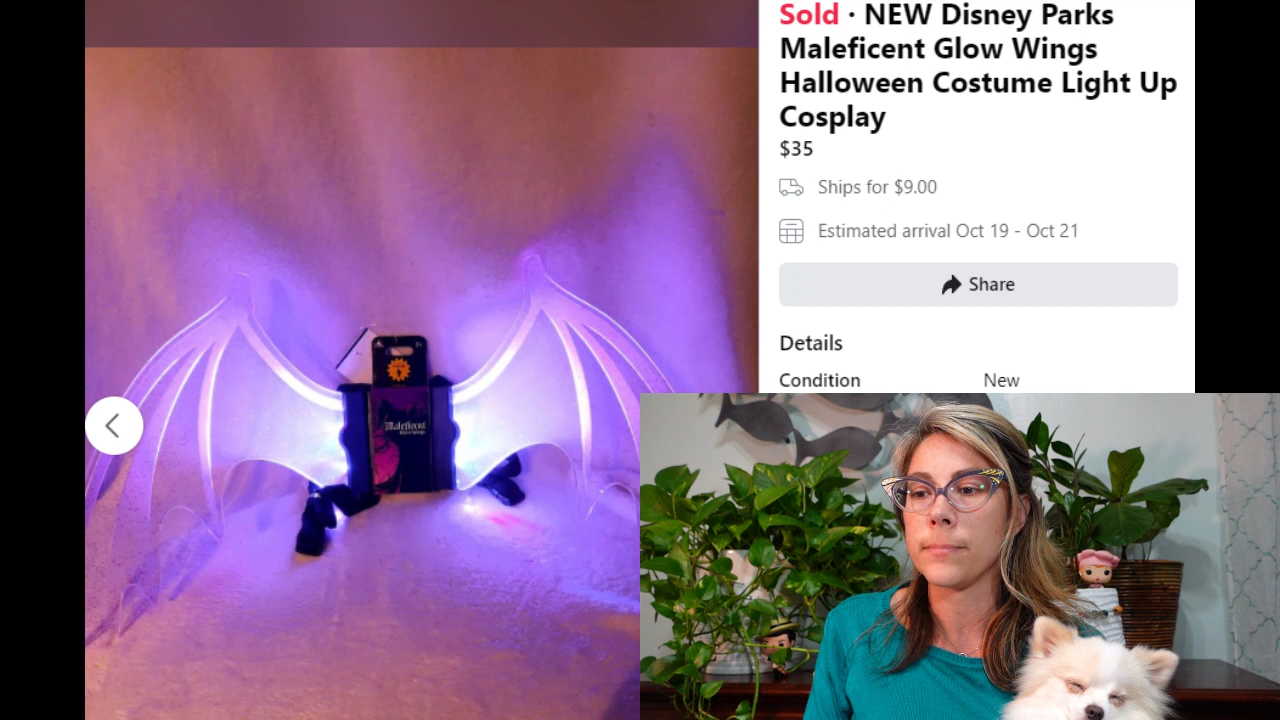 Sold · NEW Disney Parks
Maleficent Glow Wings
Halloween Costume Light Up
Cosplay
$35
Ships for $9.00
Estimated arrival Oct 19 - Oct 21
Share
Details
Condition New
Maleficent